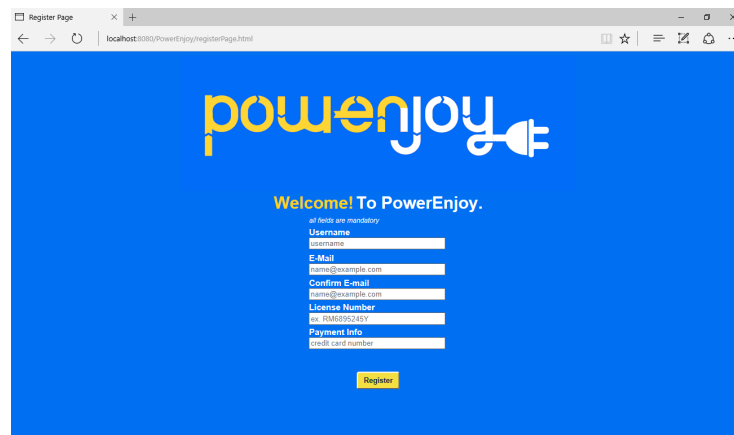 Register Page
localhost:8080/PowerEnjoy/registerPage.html
powenjoy
Welcome! To PowerEnjoy.
all fields are mandatory
Username
username
E-Mail
name@example.com
Confirm E-mail
name@example.com
License Number
ex. RM6895245Y
Payment Info
credit card number
Register